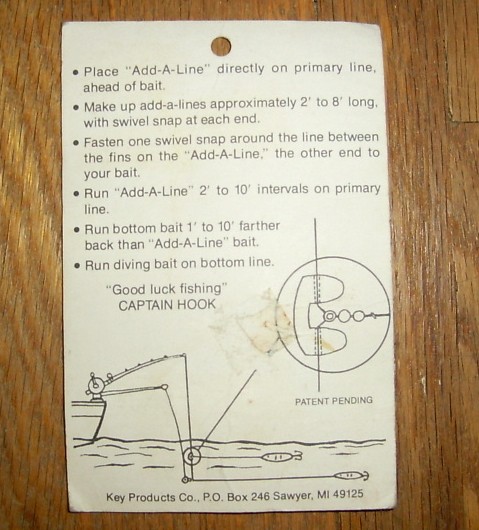 • Place "Add-A-Line" directly on primary line,
ahead of bait.
• Make up add-a-lines approximately 2' to 8' long,
with swivel snap at each end.
• Fasten one swivel snap around the line between
the fins on the "Add-A-Line," the other end to
your bait.
• Run "Add-A-Line" 2' to 10' intervals on primary
line.
• Run bottom bait 1' to 10' farther
back than "Add-A-Line" bait.
• Run diving bait on bottom line.
"Good luck fishing"
CAPTAIN HOOK
PATENT PENDING
Key Products Co., P.O. Box 246 Sawyer, MI 49125